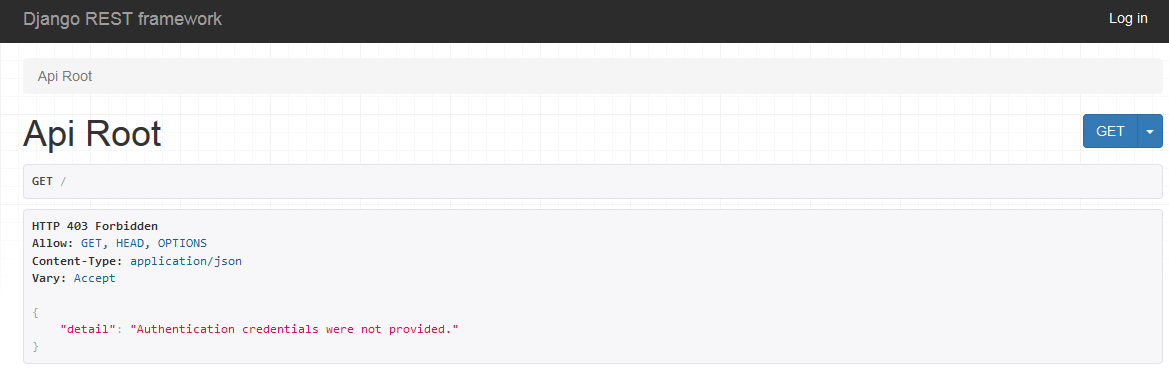 Django REST framework
Log in
Api Root
Api Root
GET
GET /
HTTP 403 Forbidden
Allow: GET, HEAD, OPTIONS
Content-Type: application/json
Vary: Accept
{
    "detail": "Authentication credentials were not provided."
}